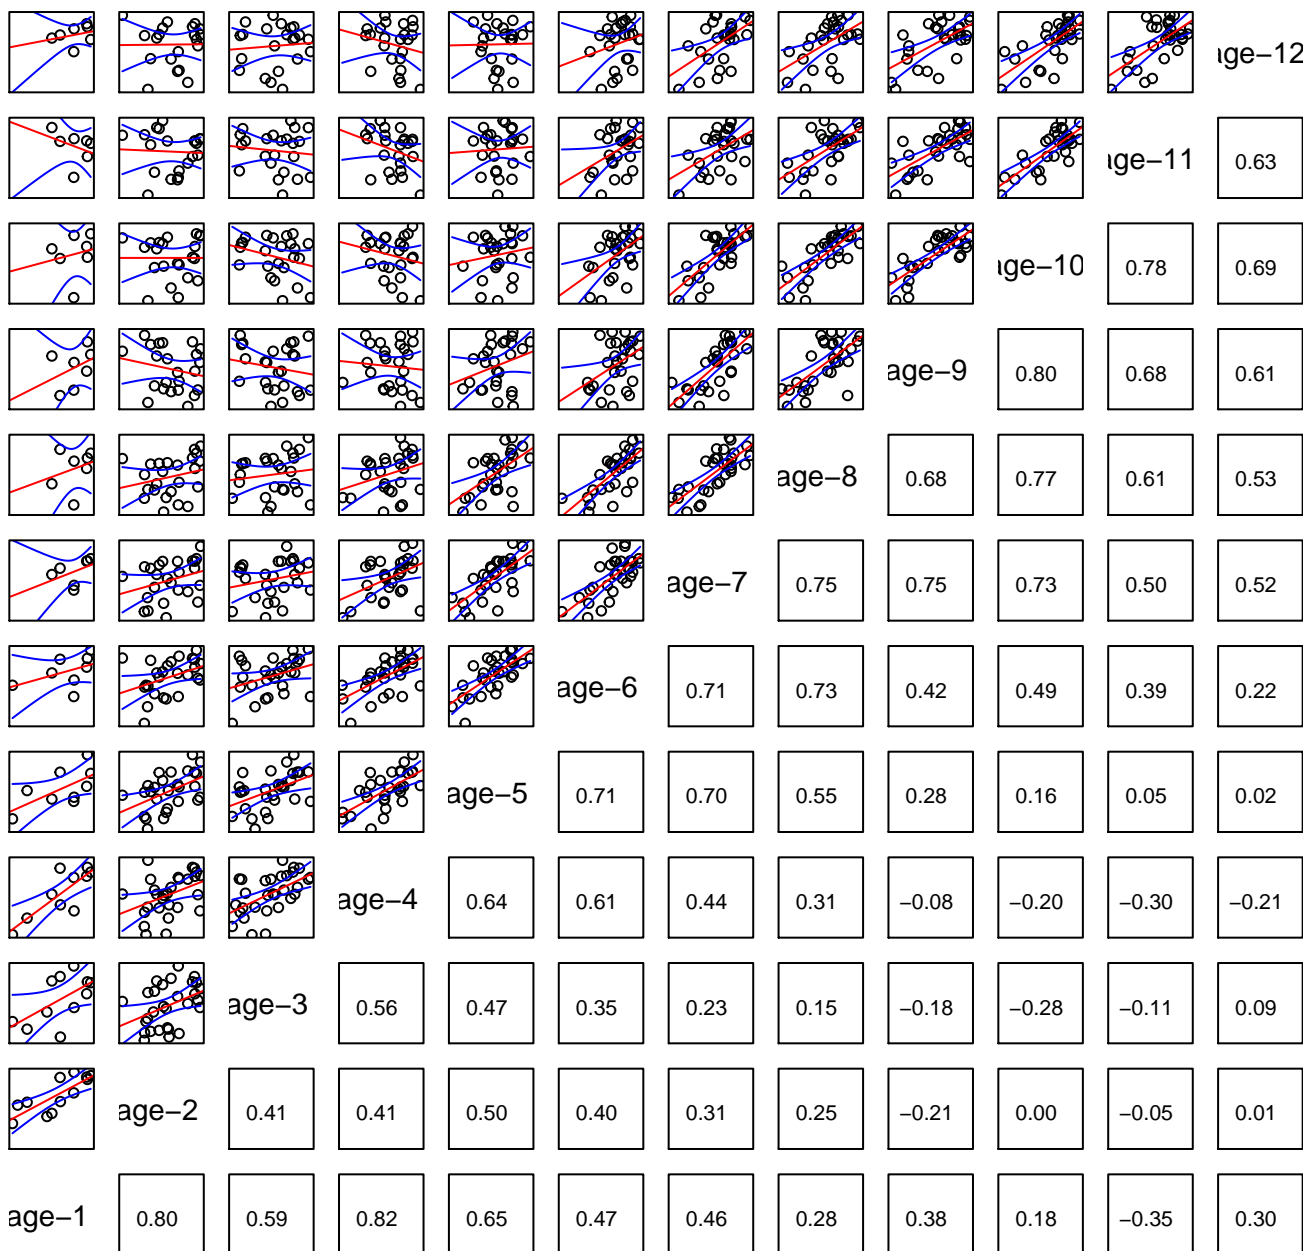 age−12
age−11 0.63
age−10 0.78 0.69
age−9 0.80 0.68 0.61
age−8 0.68 0.77 0.61 0.53
age−7 0.75 0.75 0.73 0.50 0.52
age−6 0.71 0.73 0.42 0.49 0.39 0.22
age−5 0.71 0.70 0.55 0.28 0.16 0.05 0.02
age−4 0.64 0.61 0.44 0.31 −0.08 −0.20 −0.30 −0.21
age−3 0.56 0.47 0.35 0.23 0.15 −0.18 −0.28 −0.11 0.09
age−2 0.41 0.41 0.50 0.40 0.31 0.25 −0.21 0.00 −0.05 0.01
age−1 0.80 0.59 0.82 0.65 0.47 0.46 0.28 0.38 0.18 −0.35 0.30